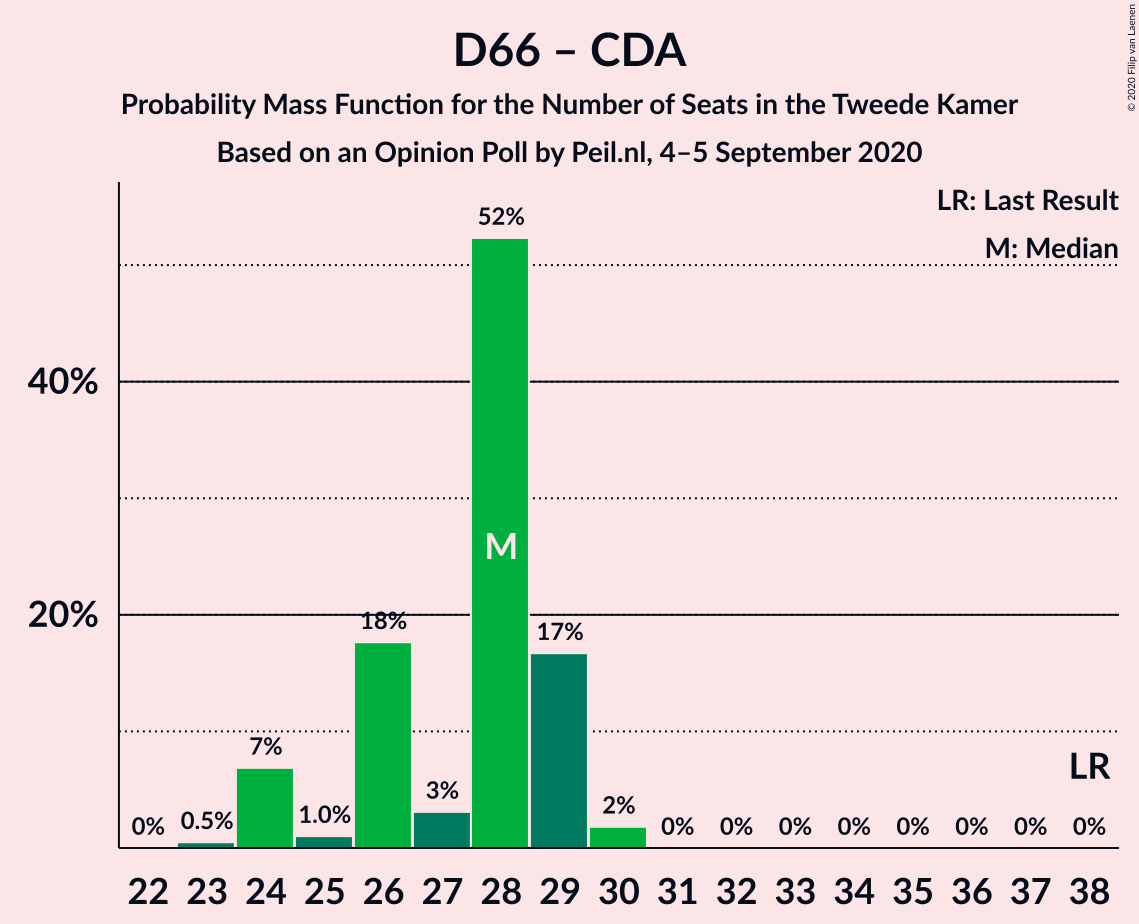 D66 – CDA
Probability Mass Function for the Number of Seats in the Tweede Kamer
Based on an Opinion Poll by Peil.nl, 4–5 September 2020
© 2020 Filip van Laenen
LR: Last Result
M: Median
40%
20%
0% 0.5% 7% 1.0% 18% 3% 52% 17% 2% 0% 0% 0% 0% 0% 0% 0% 0%
M
LR
22 23 24 25 26 27 28 29 30 31 32 33 34 35 36 37 38